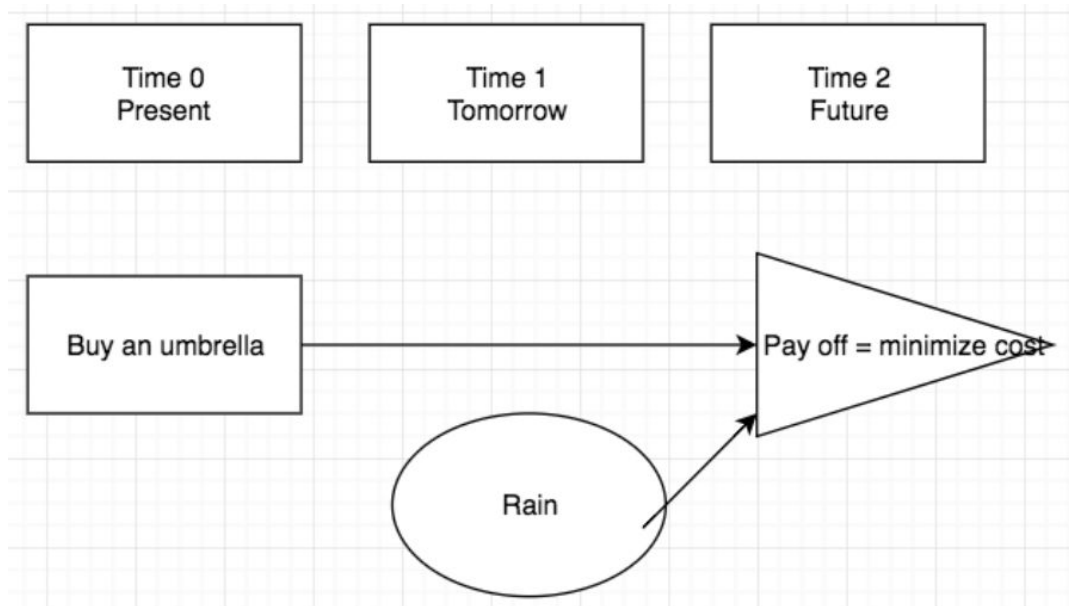 Time 0
Present
Time 1
Tomorrow
Time 2
Future
Buy an umbrella
Pay off = minimize cost
Rain